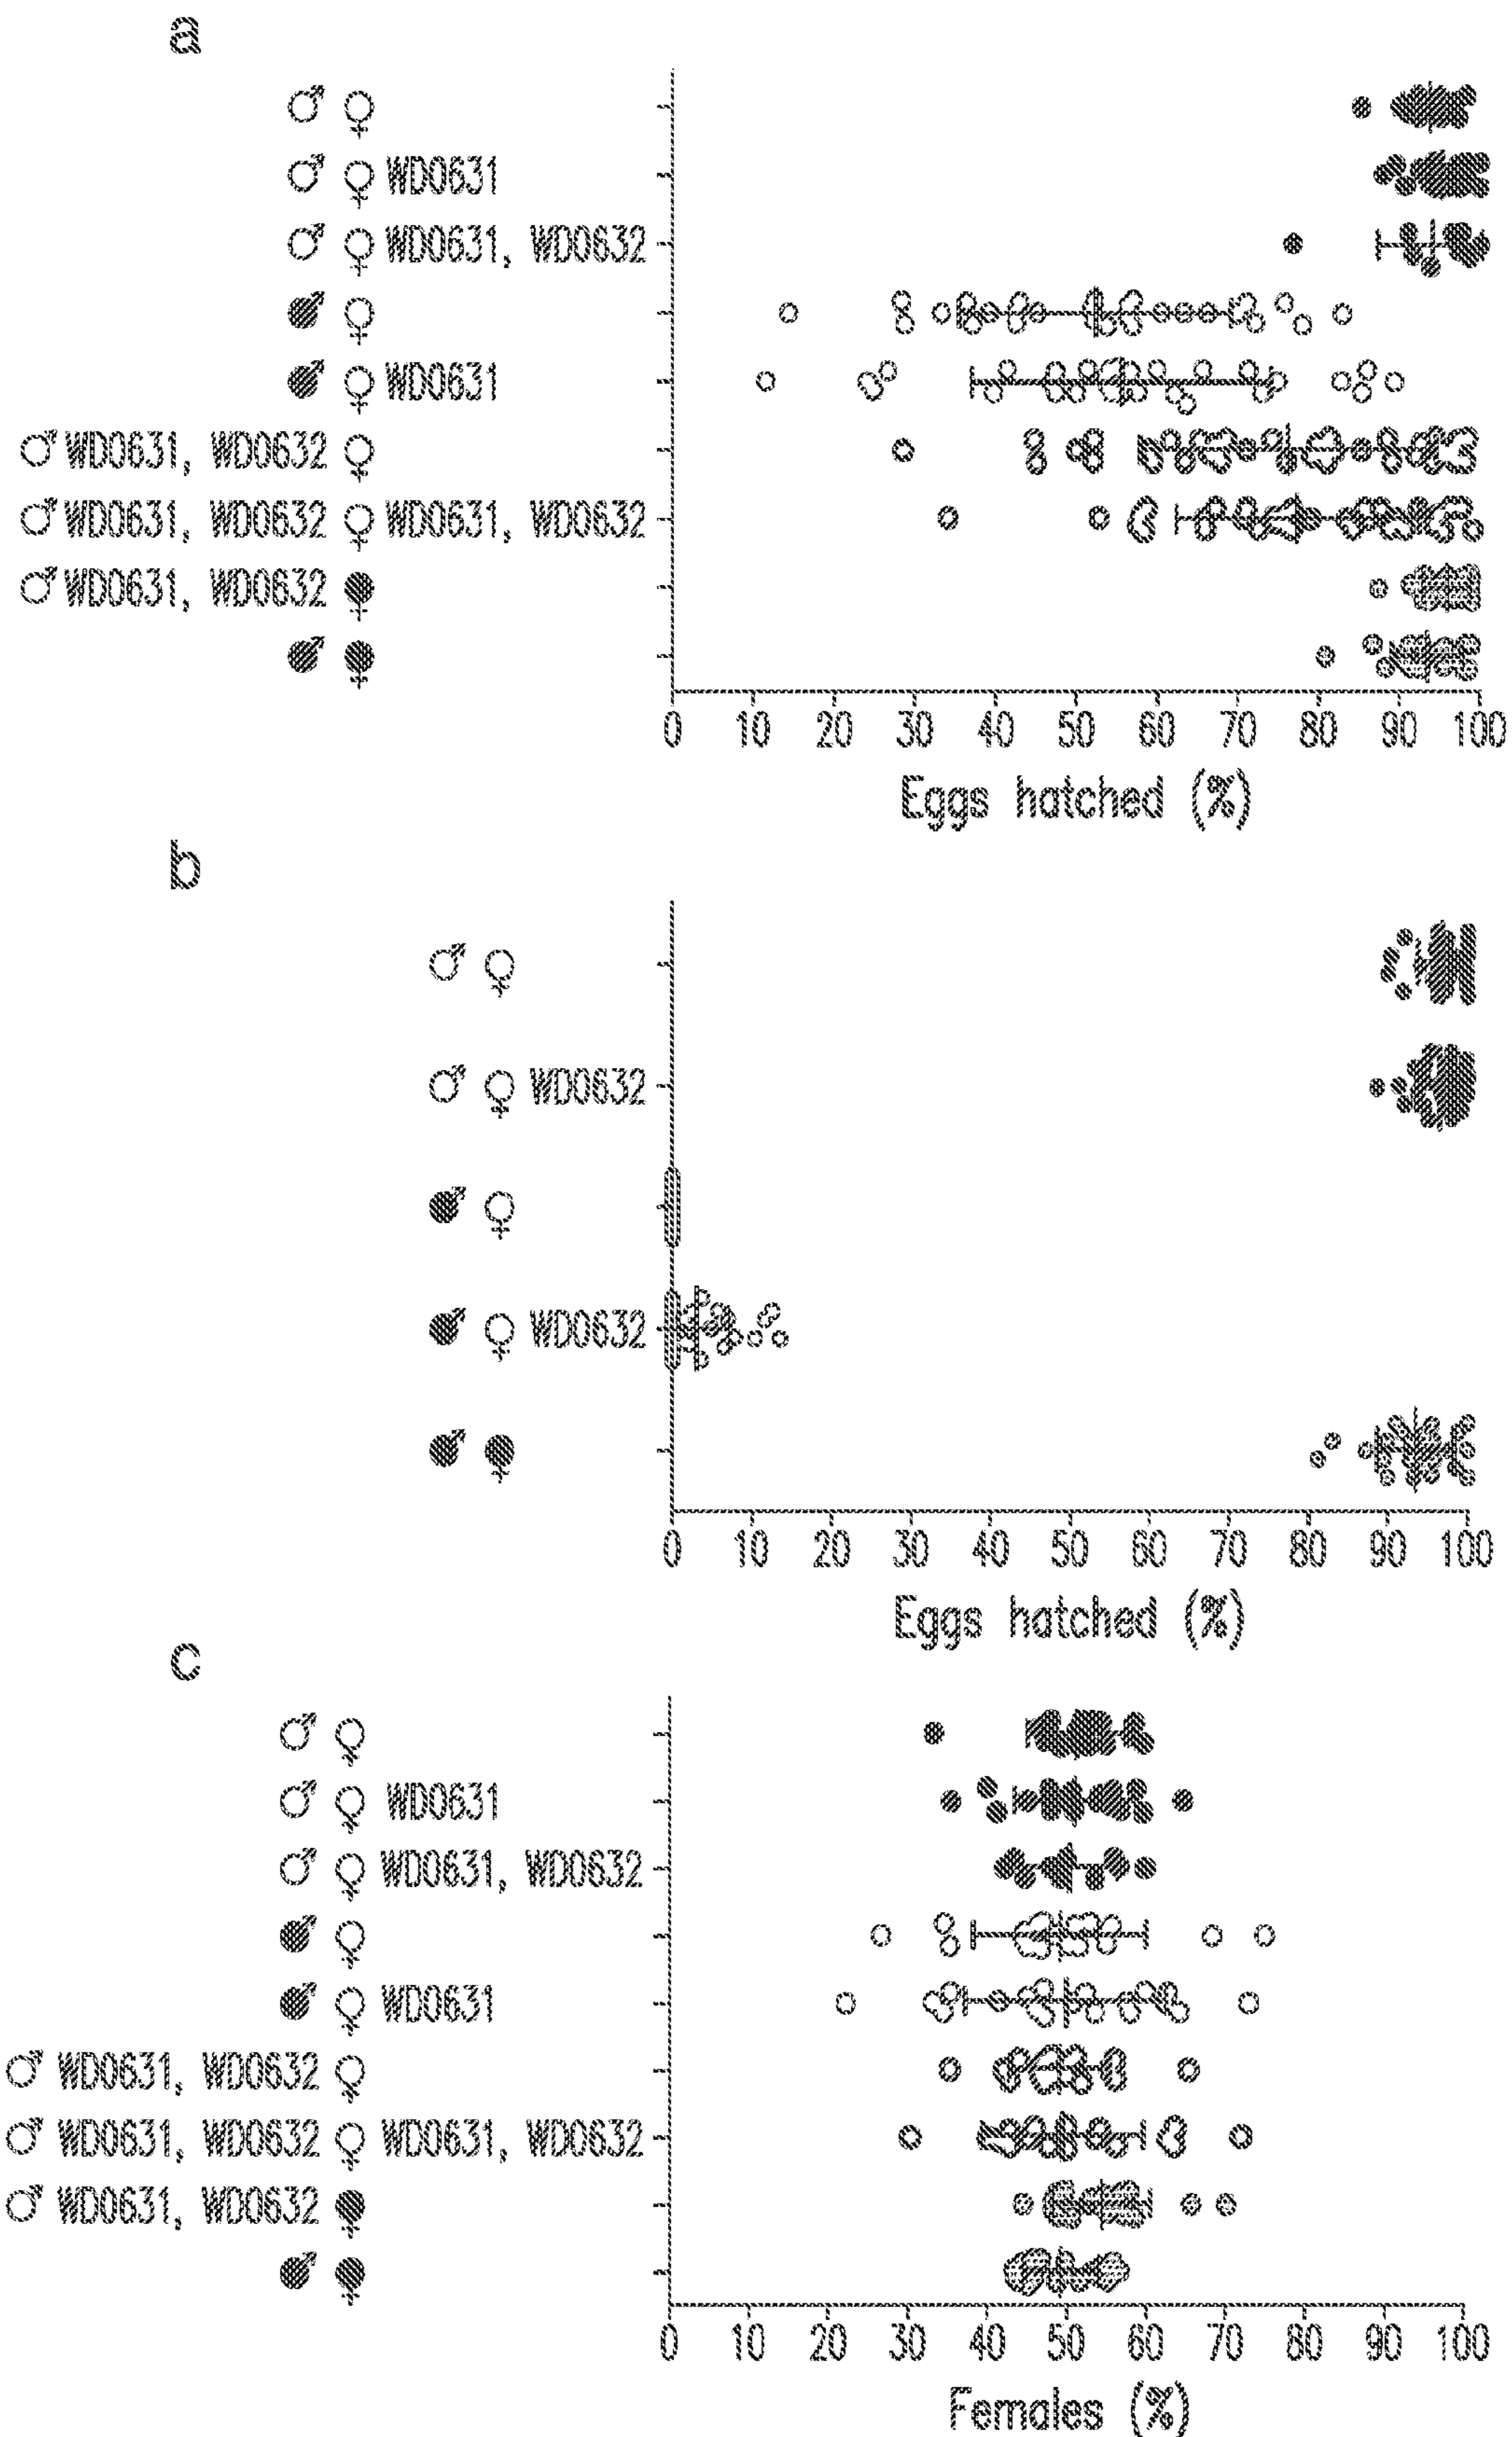 a
♂ ♀
♂ ♀ WD0631
♂ ♀ WD0631, WD0632
♂ ♀
♂ ♀ WD0631
♂ WD0631, WD0632 ♀
♂ WD0631, WD0632 ♀ WD0631, WD0632
♂ WD0631, WD0632 ♀
♂ ♀
0 10 20 30 40 50 60 70 80 90 100
Eggs hatched (%)
b
♂ ♀
♂ ♀ WD0632
♂ ♀
♂ ♀ WD0632
♂ ♀
0 10 20 30 40 50 60 70 80 90 100
Eggs hatched (%)
c
♂ ♀
♂ ♀ WD0631
♂ ♀ WD0631, WD0632
♂ ♀
♂ ♀ WD0631
♂ WD0631, WD0632 ♀
♂ WD0631, WD0632 ♀ WD0631, WD0632
♂ WD0631, WD0632 ♀
♂ ♀
0 10 20 30 40 50 60 70 80 90 100
Females (%)